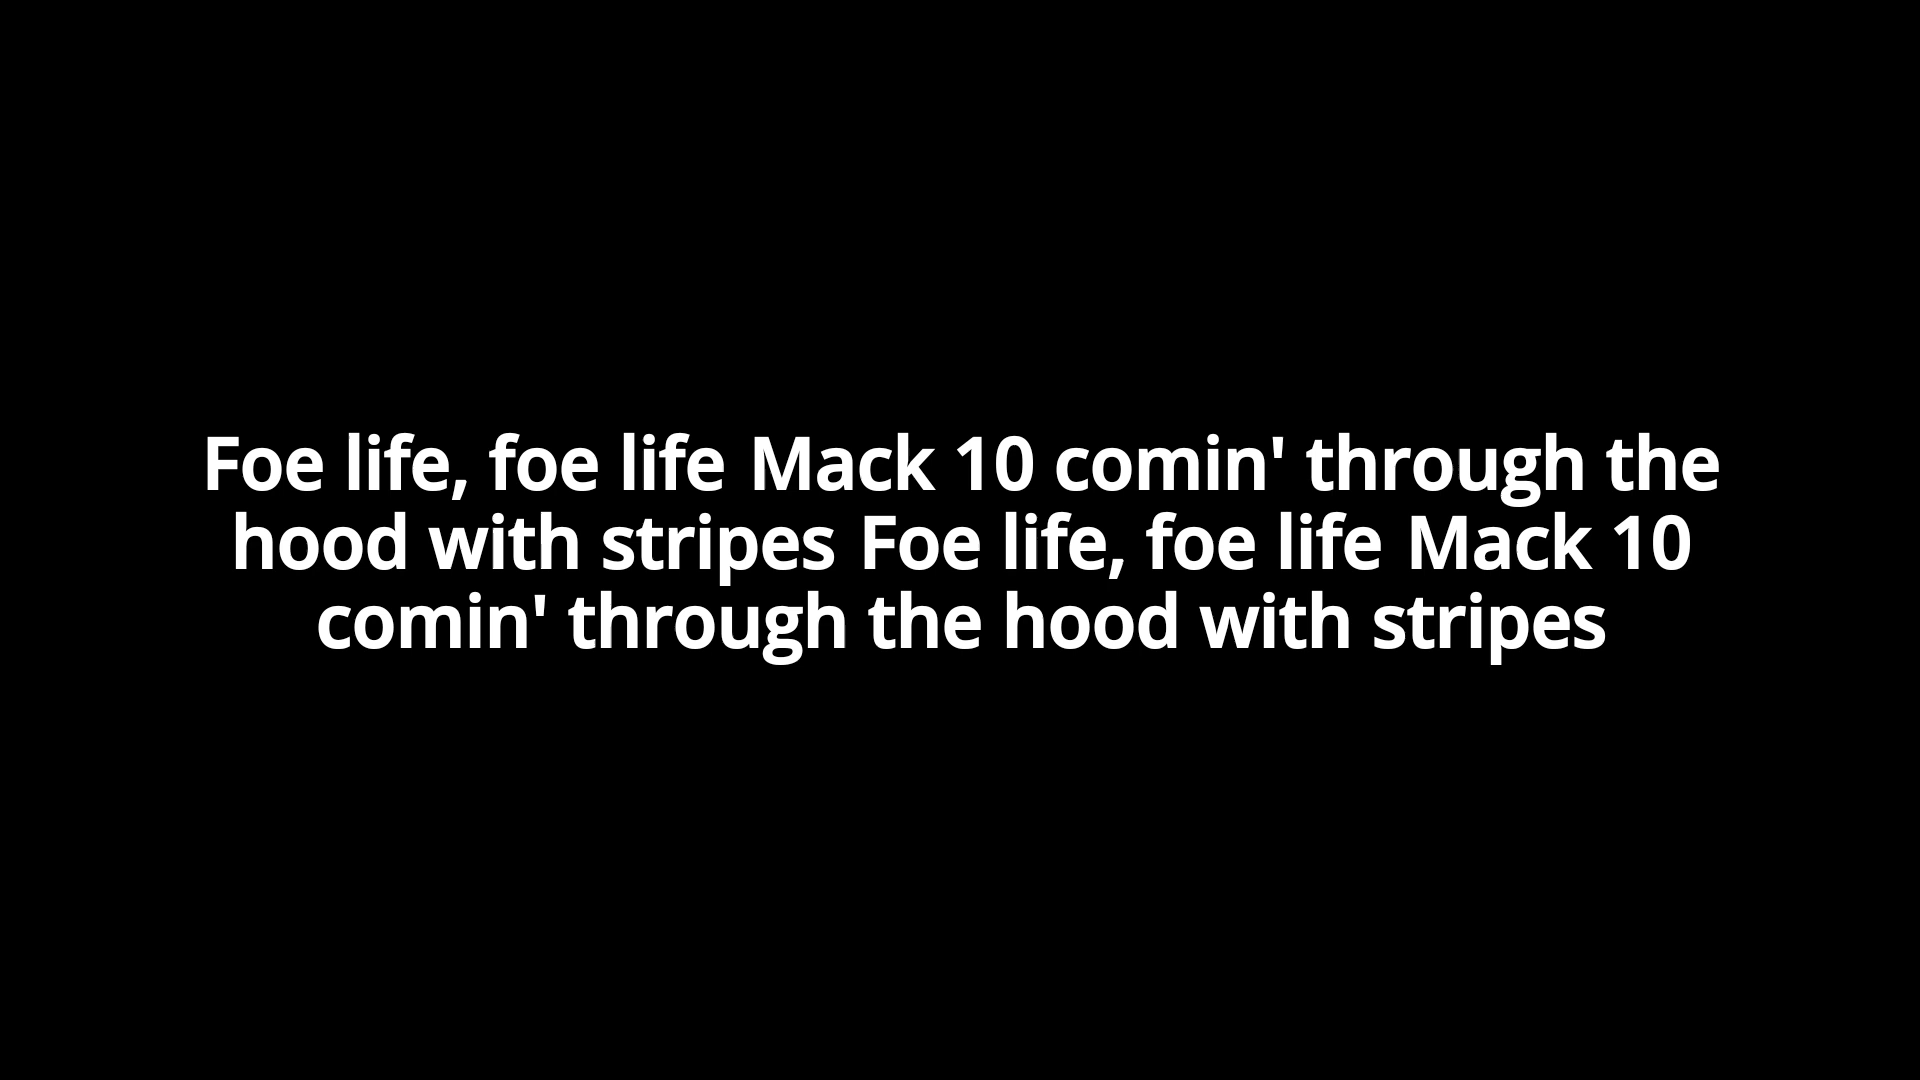 Foe life, foe life Mack 10 comin' through the
hood with stripes Foe life, foe life Mack 10
comin' through the hood with stripes